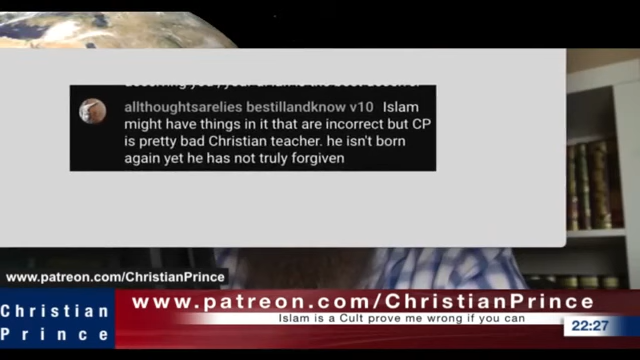 allthoughtsarelies bestillandknow v10 Islam
might have things in it that are incorrect but CP
is pretty bad Christian teacher. he isn't born
again yet he has not truly forgiven
www.patreon.com/ChristianPrince
Christian
Prince
www.patreon.com/ChristianPrince
Islam is a Cult prove me wrong if you can
22:27